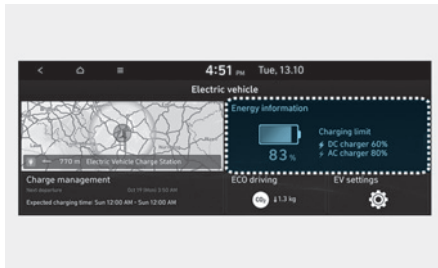 4:51 PM Tue, 13.10
Electric vehicle
Energy information
Charging limit
DC charger 60%
AC charger 80%
83%
770 m Electric Vehicle Charge Station
Charge management
Next departure Oct 19 (Mon) 3:50 AM
Expected charging time: Sun 12:00 AM - Sun 12:00 AM
ECO driving
CO₂ 1.3 kg
EV settings